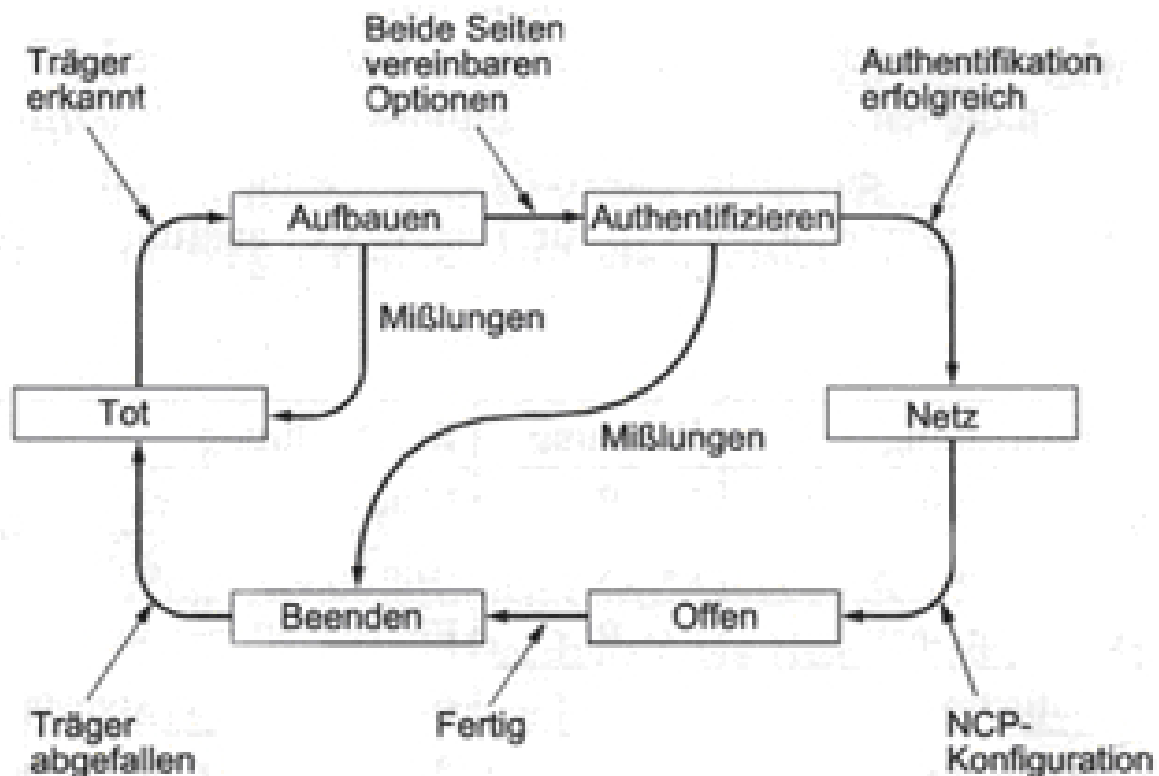 Träger
erkannt
Beide Seiten
vereinbaren
Optionen
Authentifikation
erfolgreich
Aufbauen
Authentifizieren
Mißlungen
Tot
Netz
Mißlungen
Beenden
Offen
Träger
abgefallen
Fertig
NCP-
Konfiguration